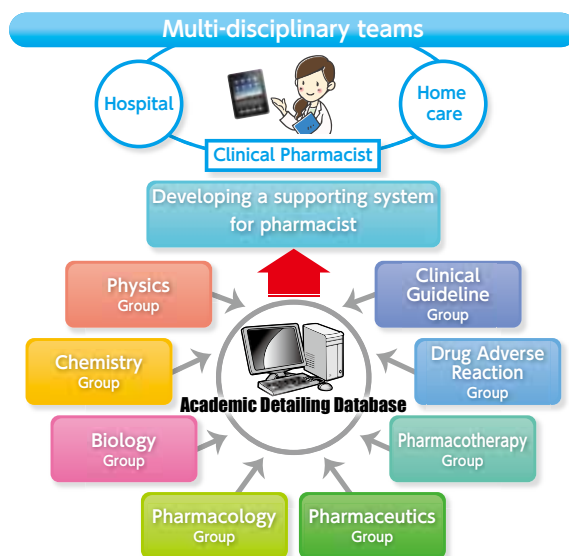 Multi-disciplinary teams
Hospital
Home
care
Clinical Pharmacist
Developing a supporting system
for pharmacist
Physics
Group
Clinical
Guideline
Group
Chemistry
Group
Drug Adverse
Reaction
Group
Academic Detailing Database
Biology
Group
Pharmacotherapy
Group
Pharmacology
Group
Pharmaceutics
Group